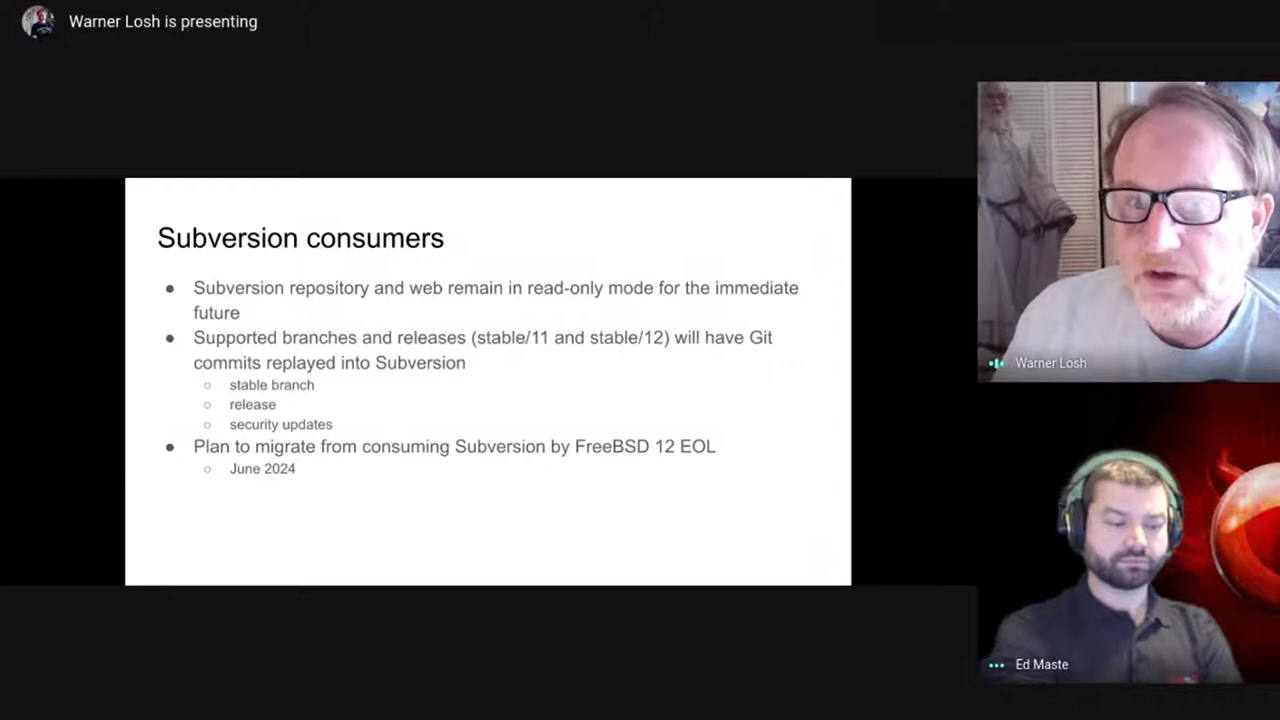 Warner Losh is presenting
Subversion consumers
● Subversion repository and web remain in read-only mode for the immediate
future
● Supported branches and releases (stable/11 and stable/12) will have Git
commits replayed into Subversion
○ stable branch
○ release
○ security updates
● Plan to migrate from consuming Subversion by FreeBSD 12 EOL
○ June 2024
Warner Losh
Ed Maste